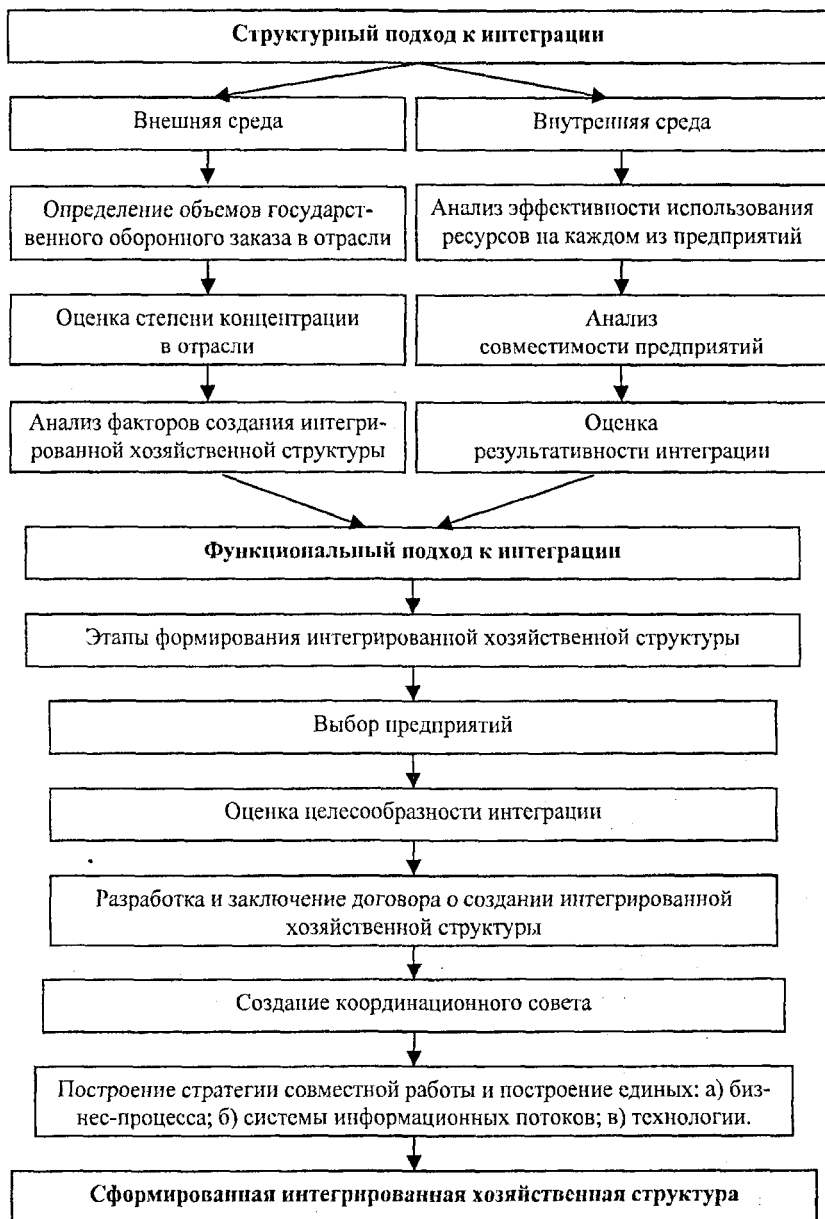 Структурный подход к интеграции
Внешняя среда
Внутренняя среда
Определение объемов государст-
венного оборонного заказа в отрасли
Анализ эффективности использования
ресурсов на каждом из предприятий
Оценка степени концентрации
в отрасли
Анализ
совместимости предприятий
Анализ факторов создания интегри-
рованной хозяйственной структуры
Оценка
результативности интеграции
Функциональный подход к интеграции
Этапы формирования интегрированной хозяйственной структуры
Выбор предприятий
Оценка целесообразности интеграции
Разработка и заключение договора о создании интегрированной
хозяйственной структуры
Создание координационного совета
Построение стратегии совместной работы и построение единых: а) биз-
нес-процесса; б) системы информационных потоков; в) технологии.
Сформированная интегрированная хозяйственная структура